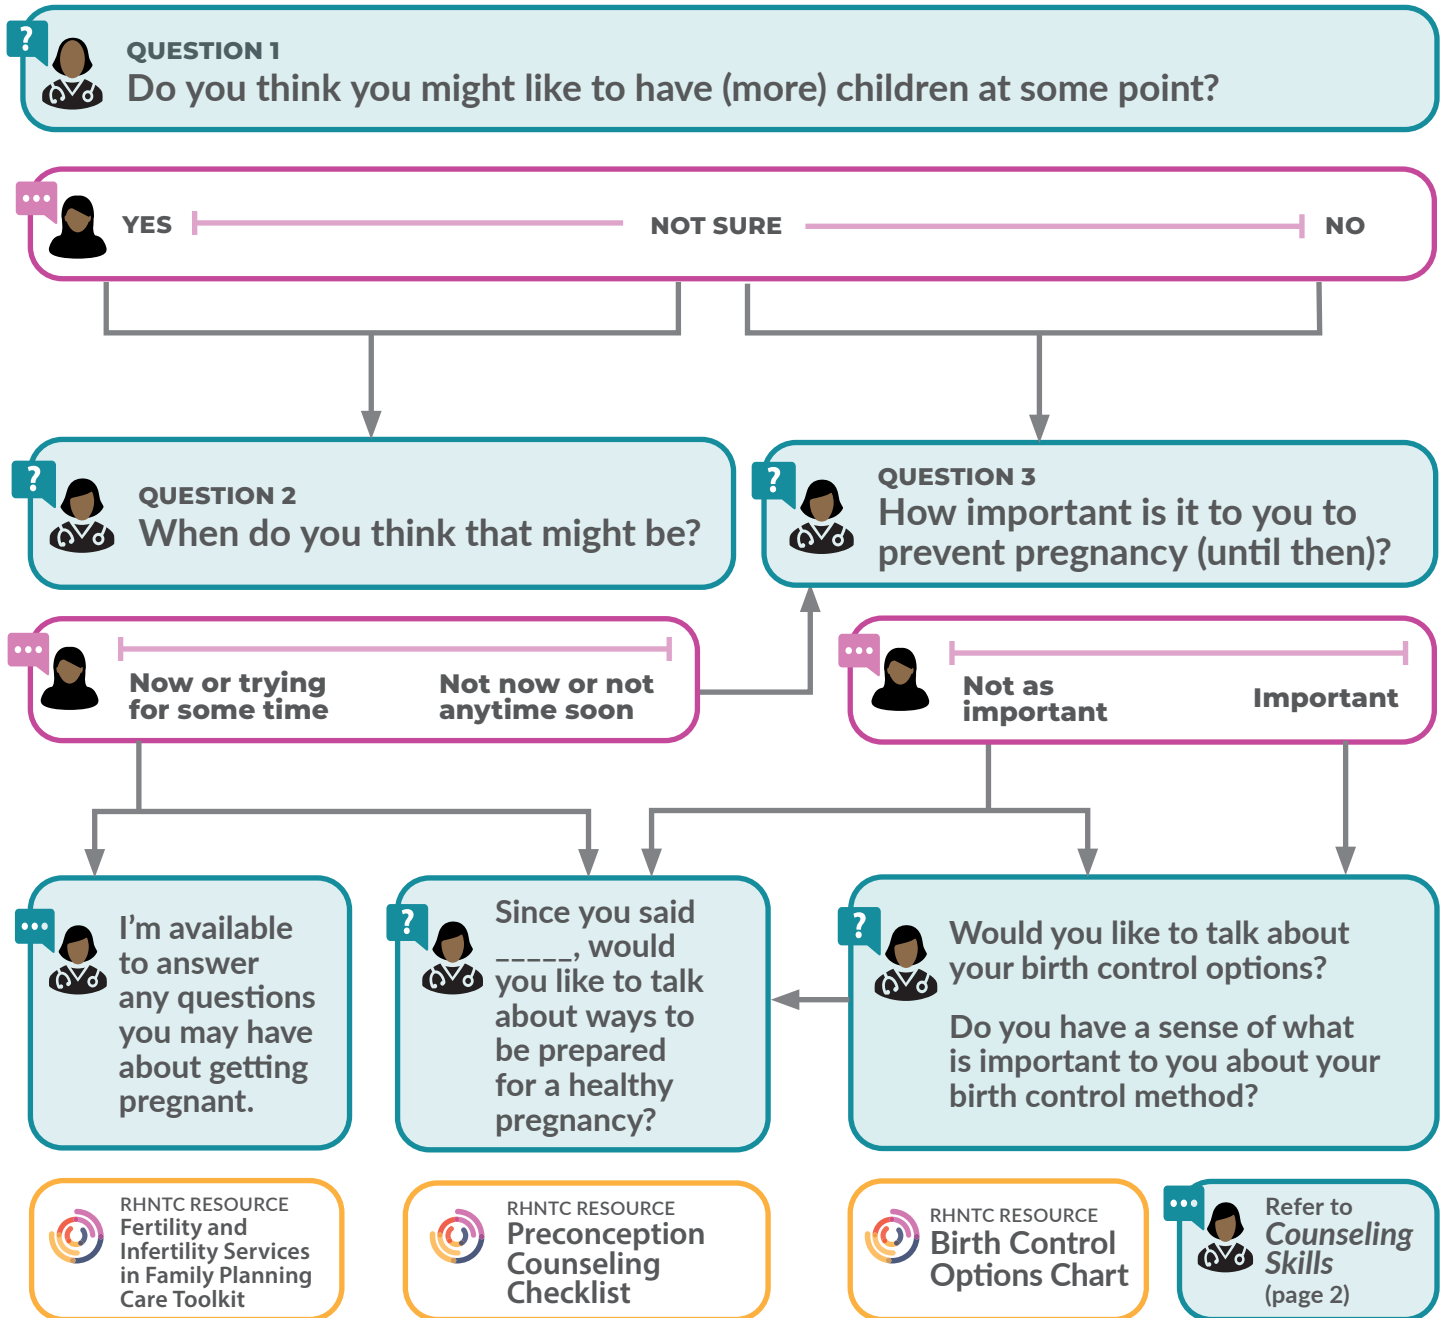 ?
QUESTION 1
Do you think you might like to have (more) children at some point?
YES
NOT SURE
NO
?
QUESTION 2
When do you think that might be?
?
QUESTION 3
How important is it to you to
prevent pregnancy (until then)?
Now or trying
for some time
Not now or not
anytime soon
Not as
important
Important
I'm available
to answer
any questions
you may have
about getting
pregnant.
?
Since you said
_____, would
you like to talk
about ways to
be prepared
for a healthy
pregnancy?
?
Would you like to talk about
your birth control options?
Do you have a sense of what
is important to you about your
birth control method?
RHNTC RESOURCE
Fertility and
Infertility Services
in Family Planning
Care Toolkit
RHNTC RESOURCE
Preconception
Counseling
Checklist
RHNTC RESOURCE
Birth Control
Options Chart
Refer to
Counseling
Skills
(page 2)